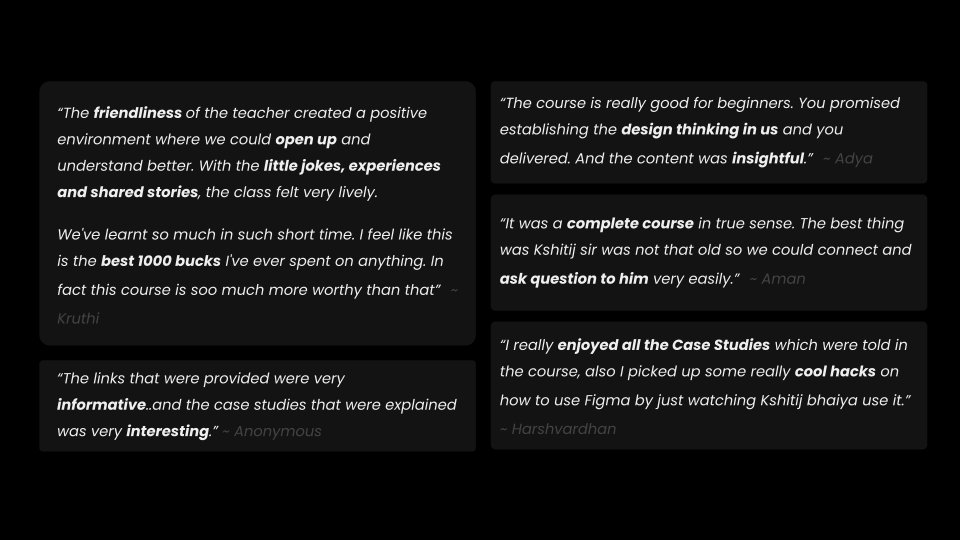 “The friendliness of the teacher created a positive
environment where we could open up and
understand better. With the little jokes, experiences
and shared stories, the class felt very lively.
We've learnt so much in such short time. I feel like this
is the best 1000 bucks I've ever spent on anything. In
fact this course is soo much more worthy than that” ~
Kruthi
“The links that were provided were very
informative..and the case studies that were explained
was very interesting.” ~ Anonymous
“The course is really good for beginners. You promised
establishing the design thinking in us and you
delivered. And the content was insightful.” ~ Adya
“It was a complete course in true sense. The best thing
was Kshitij sir was not that old so we could connect and
ask question to him very easily.” ~ Aman
“I really enjoyed all the Case Studies which were told in
the course, also I picked up some really cool hacks on
how to use Figma by just watching Kshitij bhaiya use it.”
~ Harshvardhan